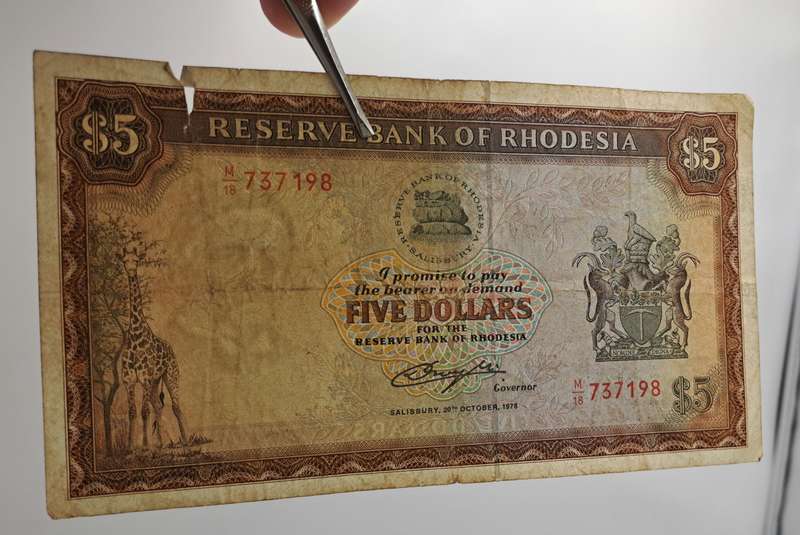 $5
RESERVE BANK OF RHODESIA
$5
M/18 737198
RESERVE BANK OF RHODESIA
SALISBURY
I promise to pay
the bearer on demand
FIVE DOLLARS
FOR THE
RESERVE BANK OF RHODESIA
Governor
M/18 737198
$5
SALISBURY, 20TH OCTOBER, 1978